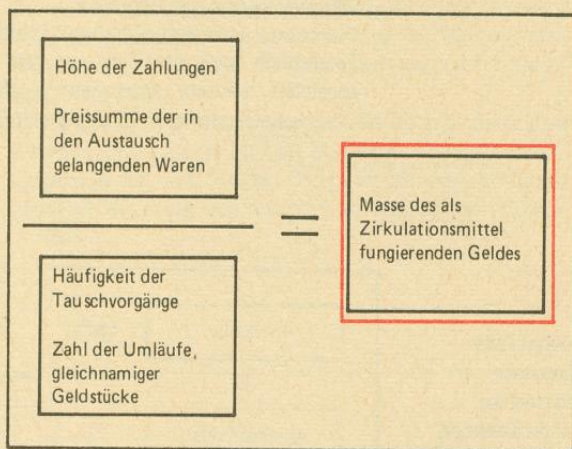 Höhe der Zahlungen
Preissumme der in
den Austausch
gelangenden Waren
=
Masse des als
Zirkulationsmittel
fungierenden Geldes
Häufigkeit der
Tauschvorgänge
Zahl der Umläufe,
gleichnamiger
Geldstücke